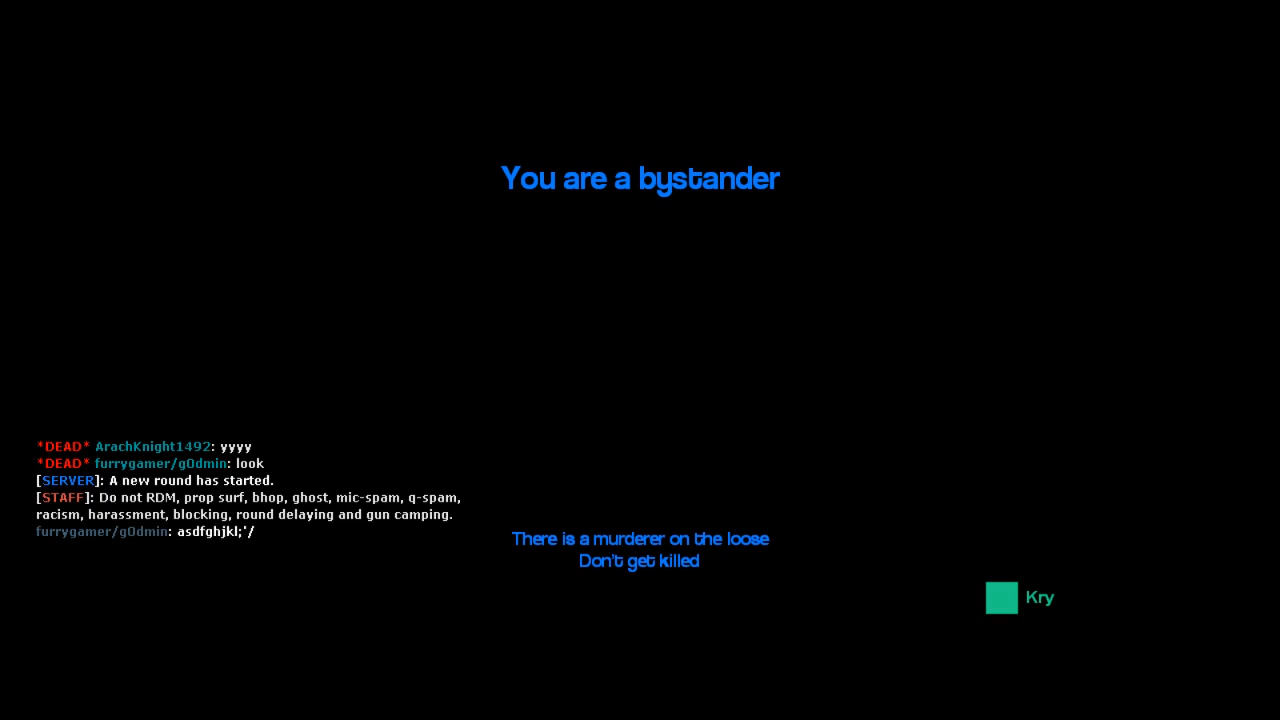 You are a bystander
*DEAD* ArachKnight1492: yyyy
*DEAD* furrygamer/g0dmin: look
[SERVER]: A new round has started.
[STAFF]: Do not RDM, prop surf, bhop, ghost, mic-spam, q-spam,
racism, harassment, blocking, round delaying and gun camping.
furrygamer/g0dmin: asdfghjkl;'/
There is a murderer on the loose
Don't get killed
Kry